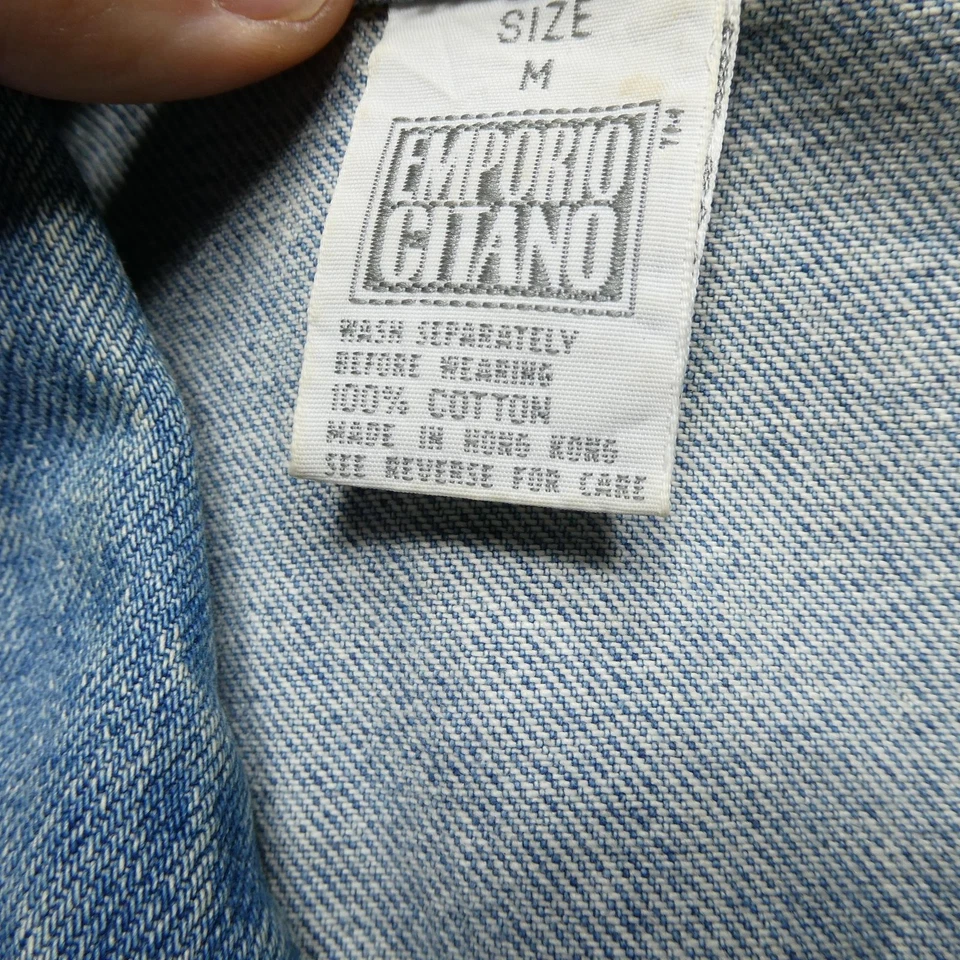 SIZE
M
EMPORIO
GITANO
TM
WASH SEPARATELY
BEFORE WEARING
100% COTTON
MADE IN HONG KONG
SEE REVERSE FOR CARE